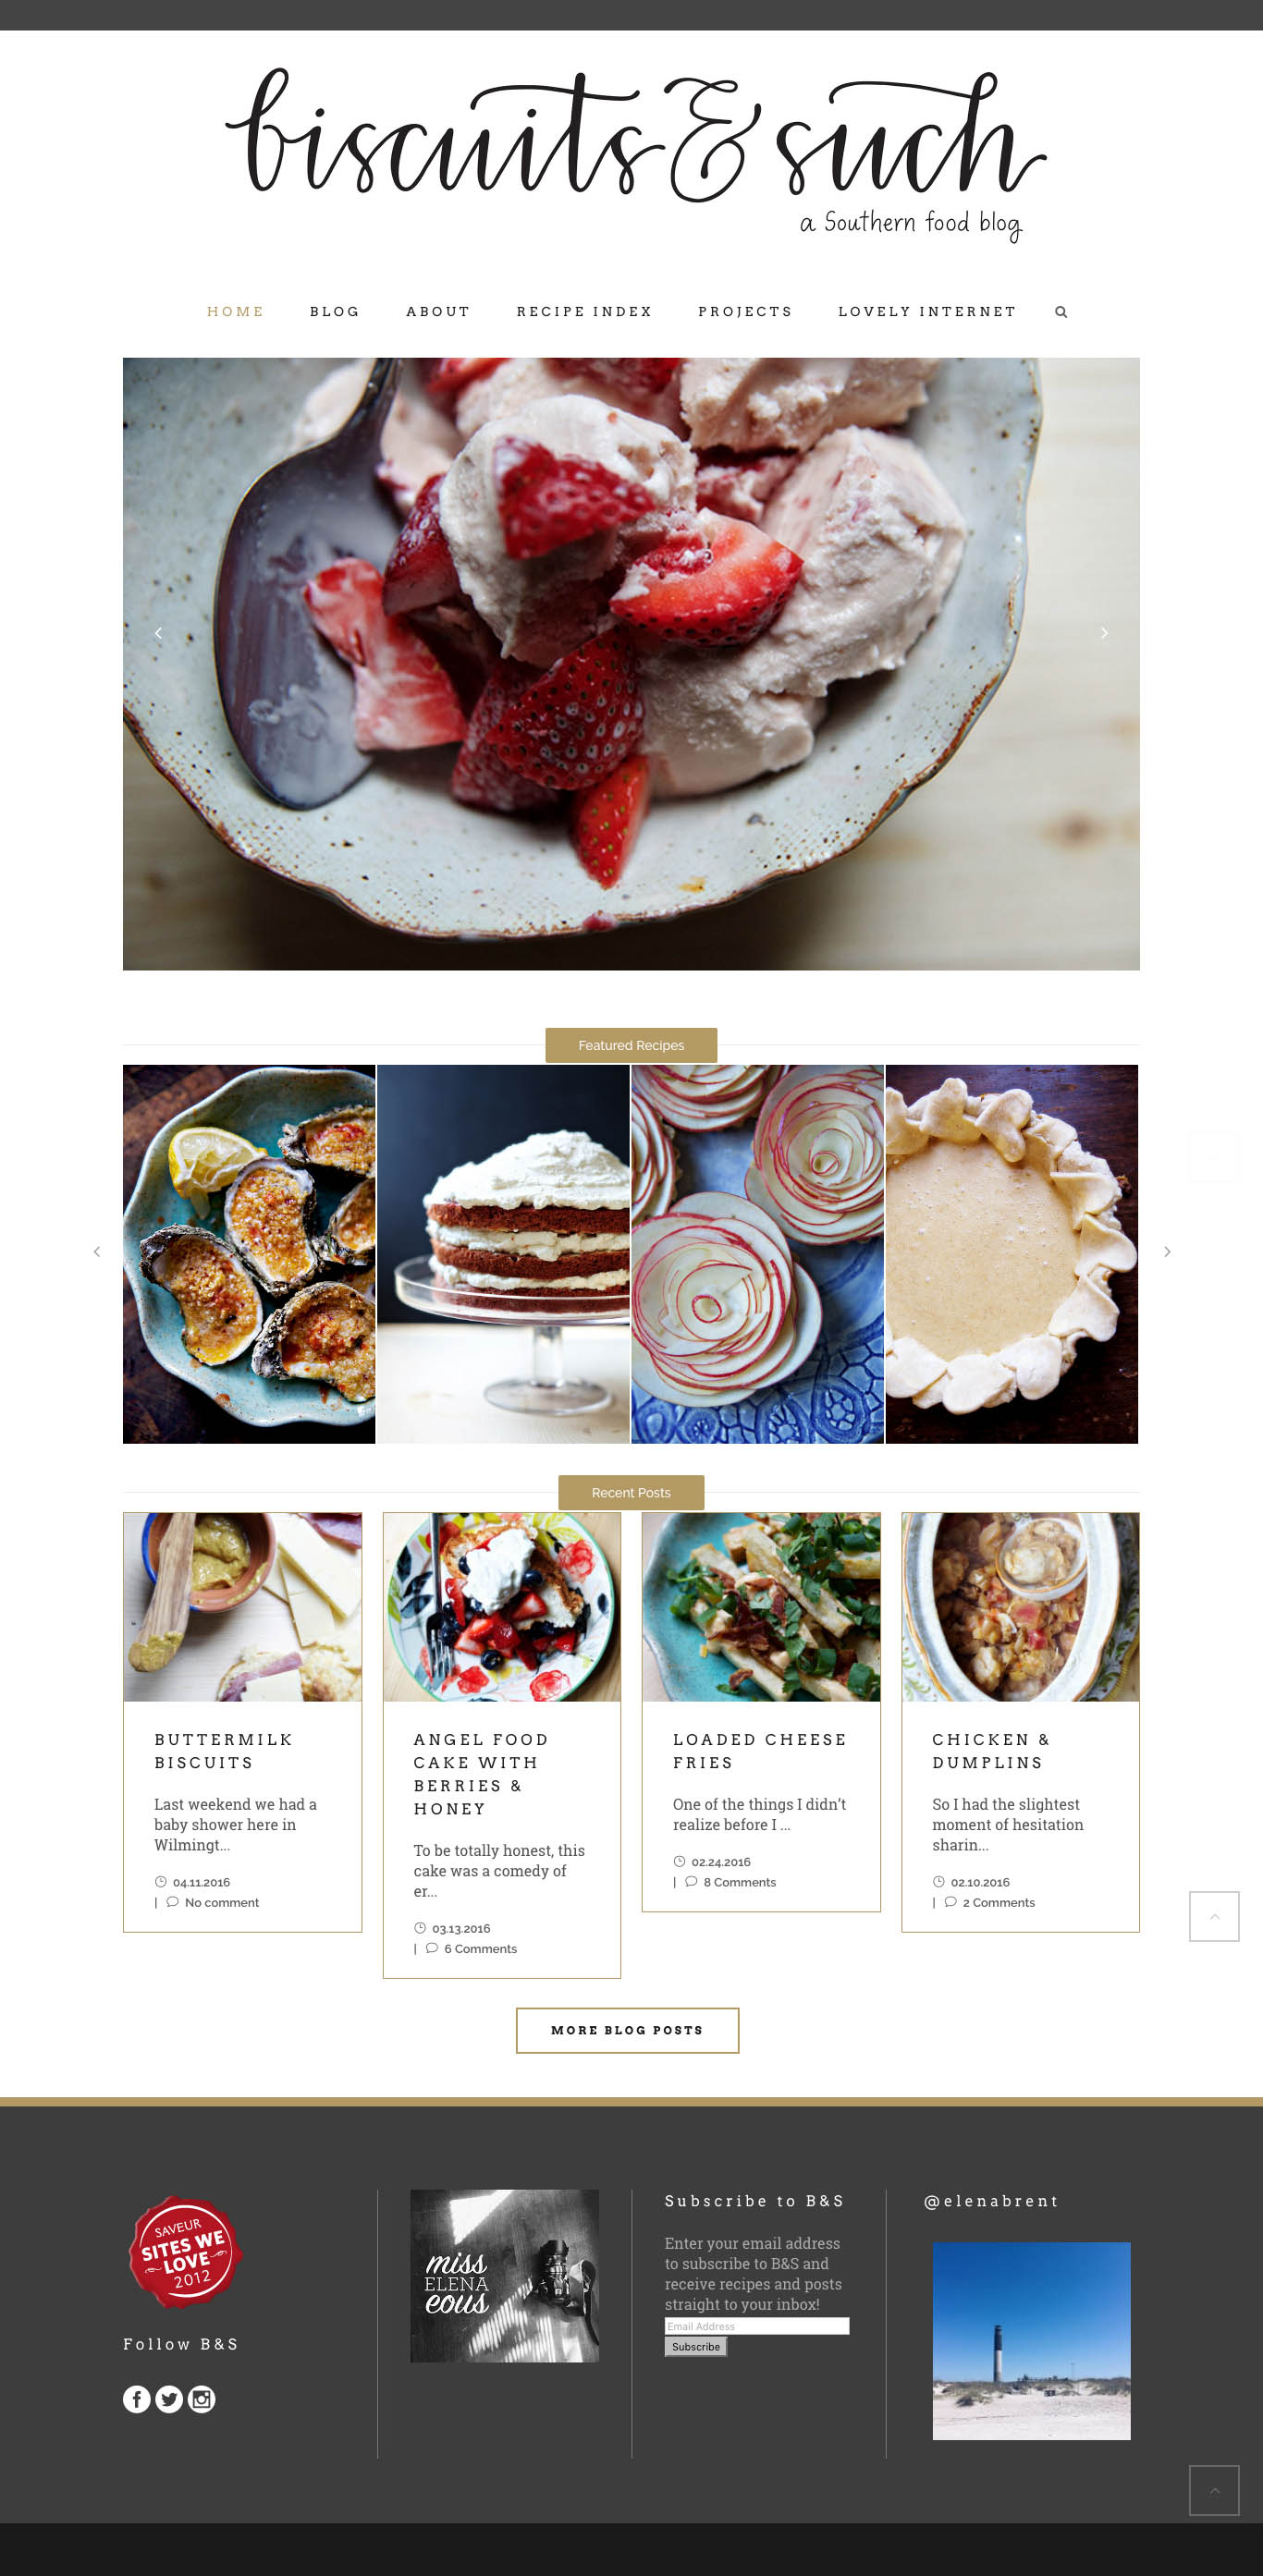 biscuits & such
a Southern food blog
HOME BLOG ABOUT RECIPE INDEX PROJECTS LOVELY INTERNET
Featured Recipes
Recent Posts
BUTTERMILK
BISCUITS
Last weekend we had a
baby shower here in
Wilmingt...
04.11.2016
| No comment
ANGEL FOOD
CAKE WITH
BERRIES &
HONEY
To be totally honest, this
cake was a comedy of
er...
03.13.2016
| 6 Comments
LOADED CHEESE
FRIES
One of the things I didn’t
realize before I ...
02.24.2016
| 8 Comments
CHICKEN &
DUMPLINS
So I had the slightest
moment of hesitation
sharin...
02.10.2016
| 2 Comments
MORE BLOG POSTS
SAVEUR
SITES WE
LOVE
2012
Follow B&S
miss
ELENA
eous
Subscribe to B&S
Enter your email address
to subscribe to B&S and
receive recipes and posts
straight to your inbox!
Email Address
Subscribe
@elenabrent